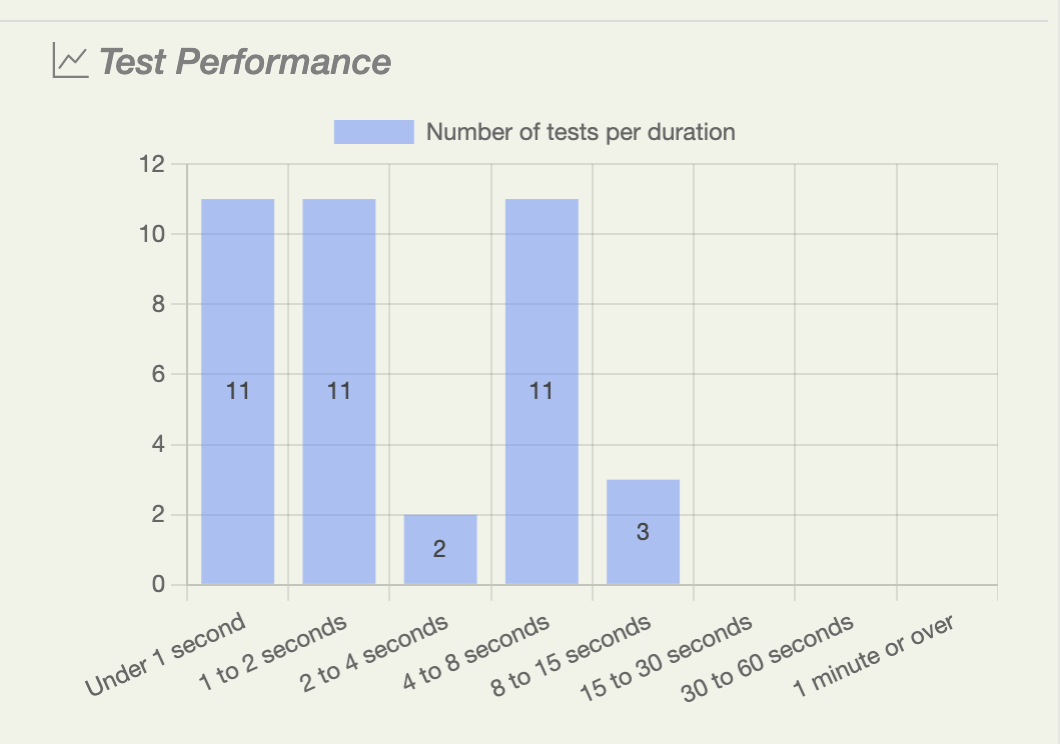 Test Performance
Number of tests per duration
12
10
8
6
4
2
0
11
11
2
11
3
Under 1 second
1 to 2 seconds
2 to 4 seconds
4 to 8 seconds
8 to 15 seconds
15 to 30 seconds
30 to 60 seconds
1 minute or over